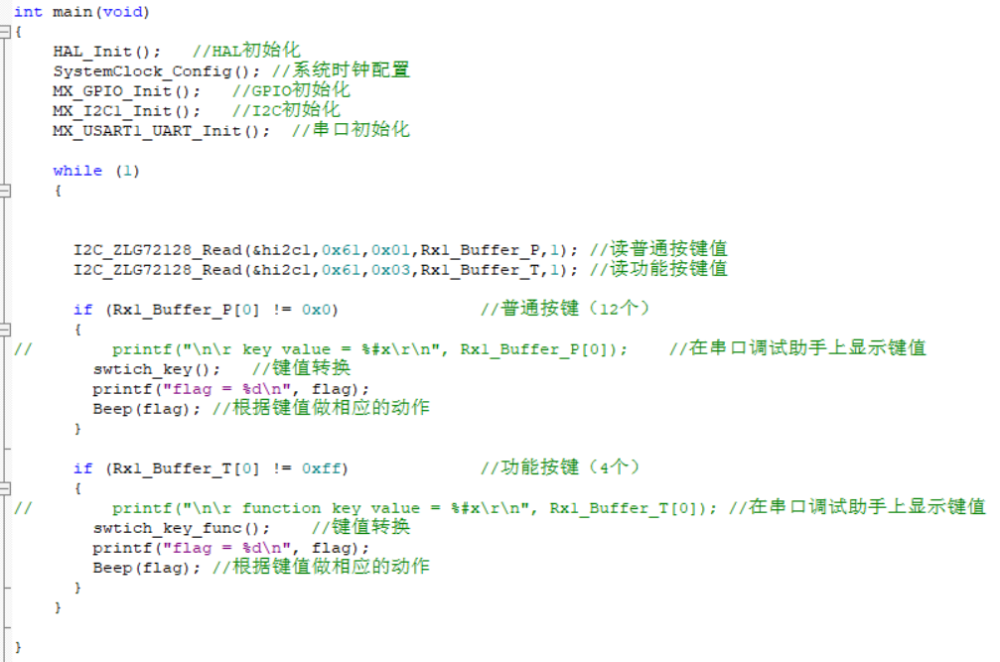 int main(void)
{
HAL_Init(); //HAL初始化
SystemClock_Config(); //系统时钟配置
MX_GPIO_Init(); //GPIO初始化
MX_I2C1_Init(); //I2C初始化
MX_USART1_UART_Init(); //串口初始化
while (1)
{
I2C_ZLG72128_Read(&hi2c1,0x61,0x01,Rx1_Buffer_P,1); //读普通按键值
I2C_ZLG72128_Read(&hi2c1,0x61,0x03,Rx1_Buffer_T,1); //读功能按键值
if (Rx1_Buffer_P[0] != 0x0) //普通按键（12个）
{
// printf("\n\r key value = %#x\r\n", Rx1_Buffer_P[0]); //在串口调试助手上显示键值
swtich_key(); //键值转换
printf("flag = %d\n", flag);
Beep(flag); //根据键值做相应的动作
}
if (Rx1_Buffer_T[0] != 0xff) //功能按键（4个）
{
// printf("\n\r function key value = %#x\r\n", Rx1_Buffer_T[0]); //在串口调试助手上显示键值
swtich_key_func(); //键值转换
printf("flag = %d\n", flag);
Beep(flag); //根据键值做相应的动作
}
}
}